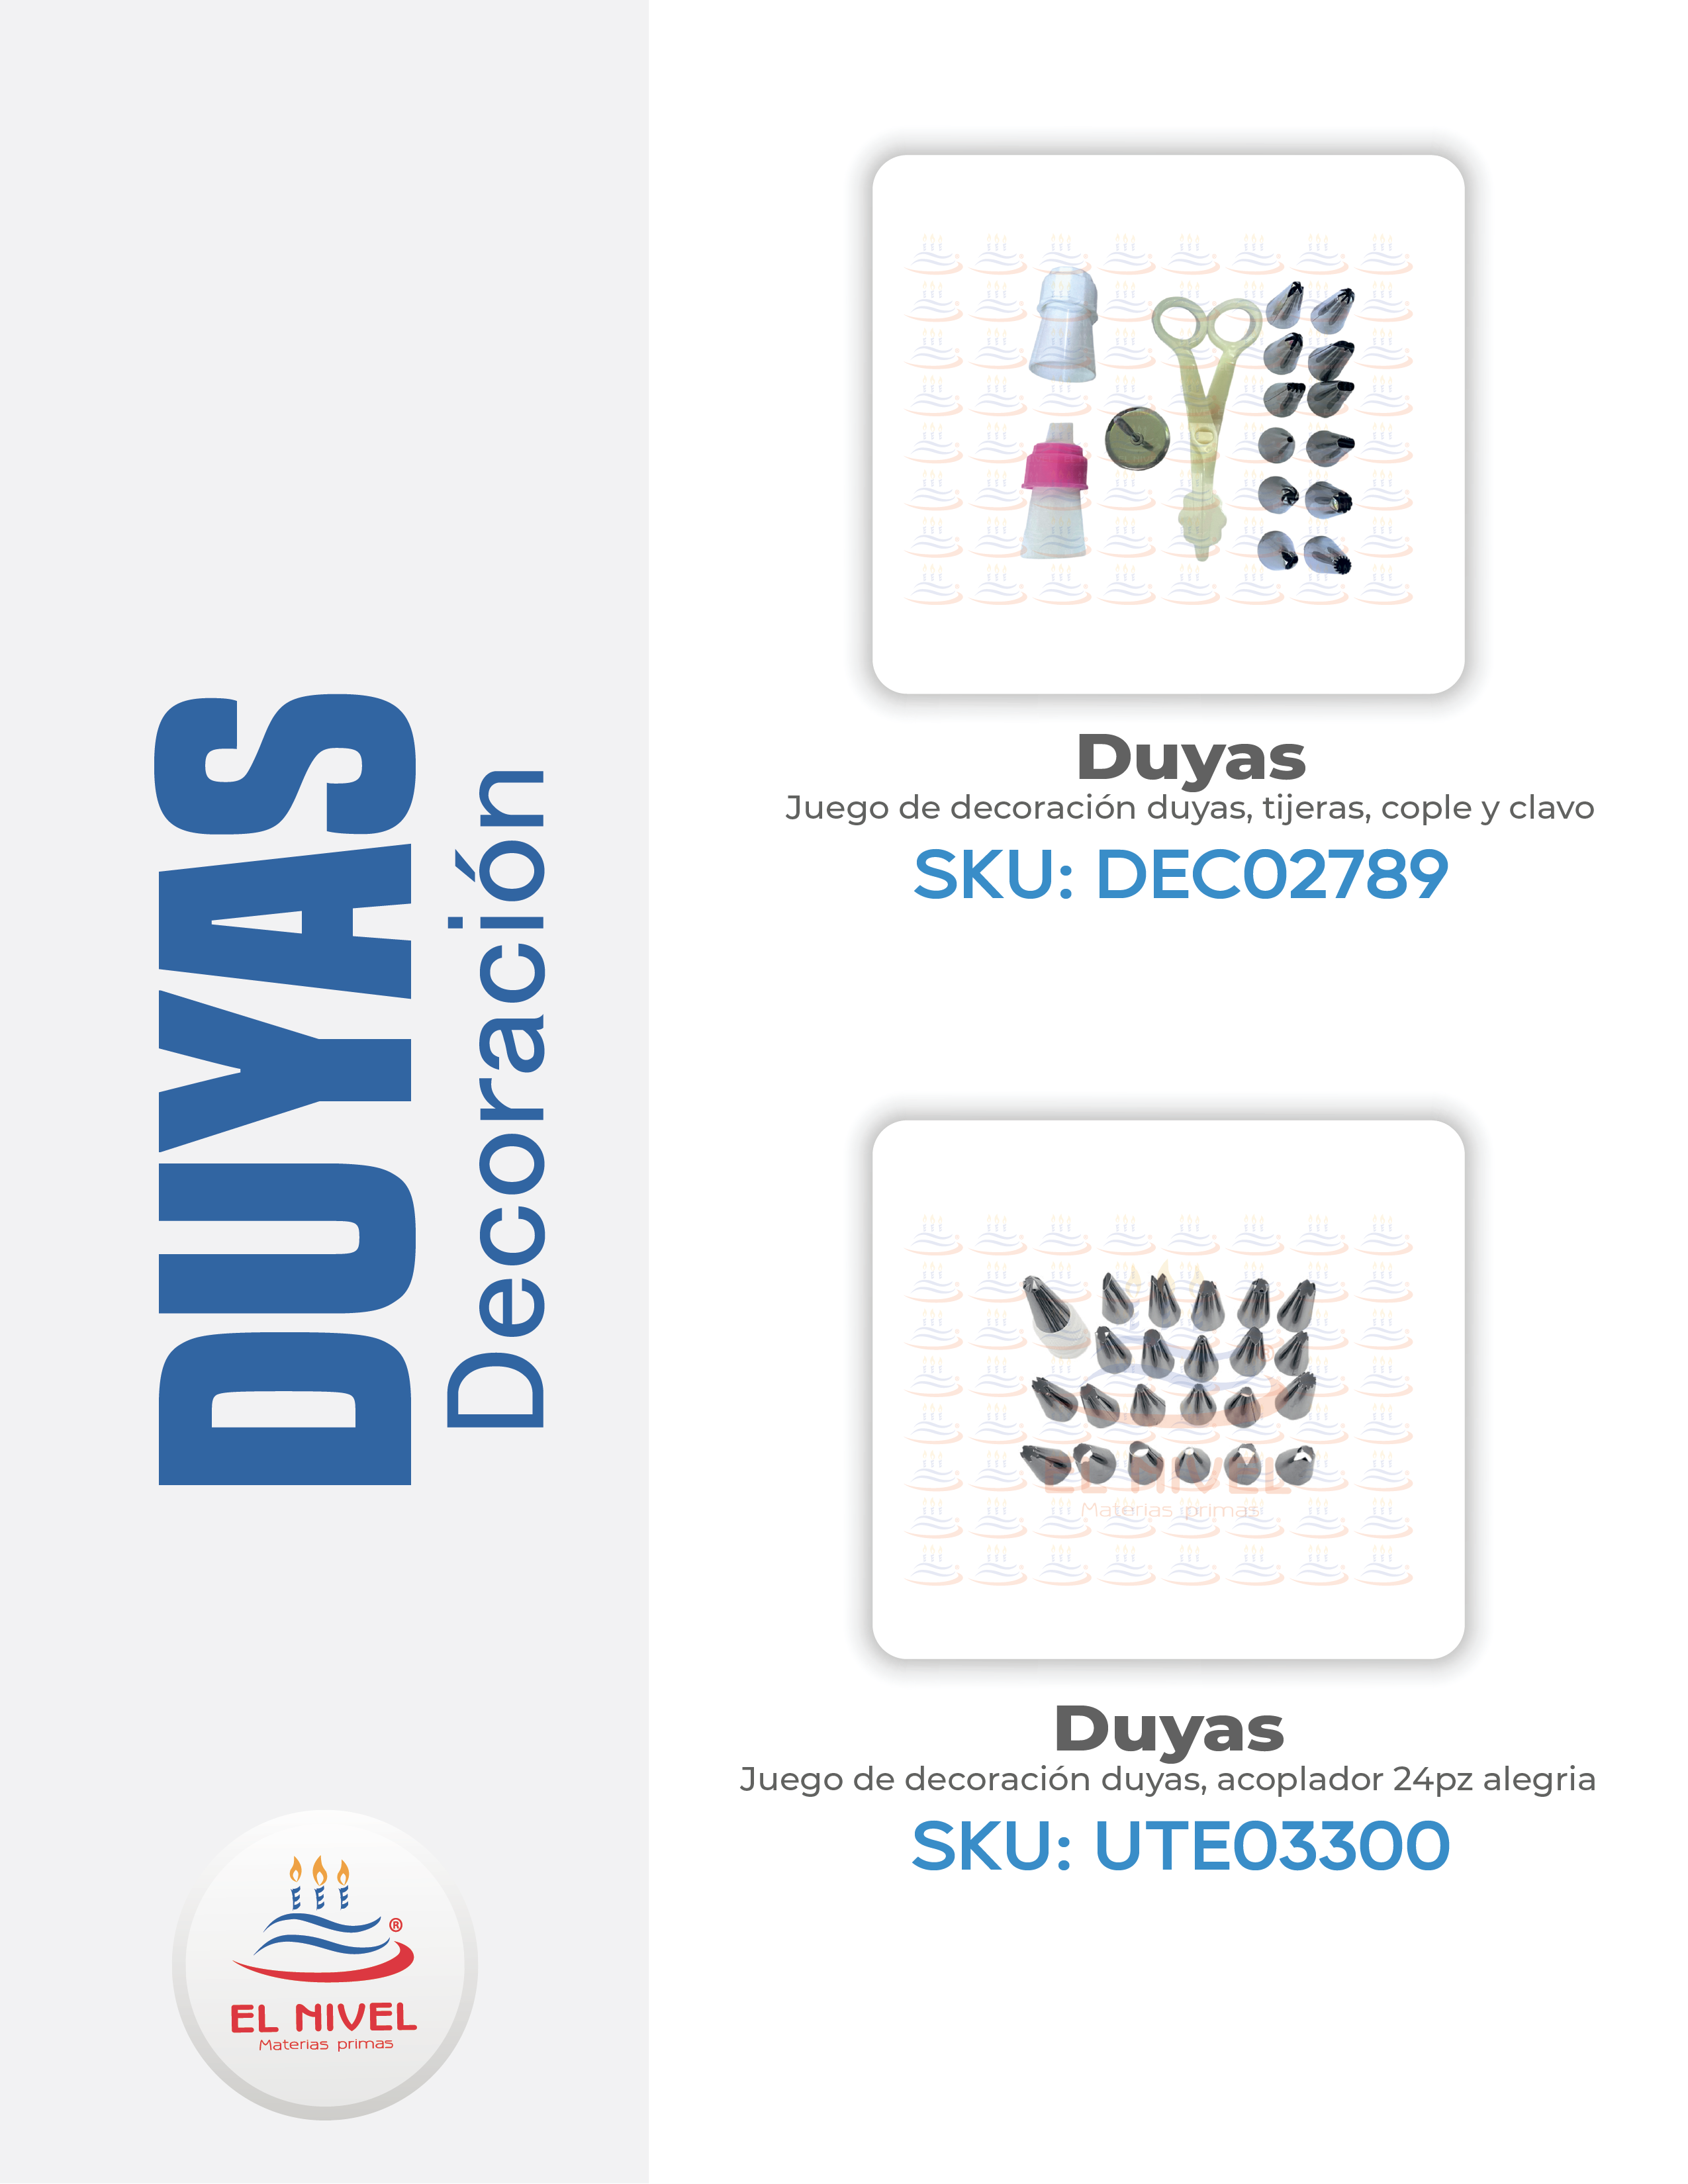 DUYAS
Decoración
Duyas
Juego de decoración duyas, tijeras, cople y clavo
SKU: DEC02789
EL NIVEL
Materias primas
Duyas
Juego de decoración duyas, acoplador 24pz alegria
SKU: UTE03300
®
EL NIVEL
Materias primas